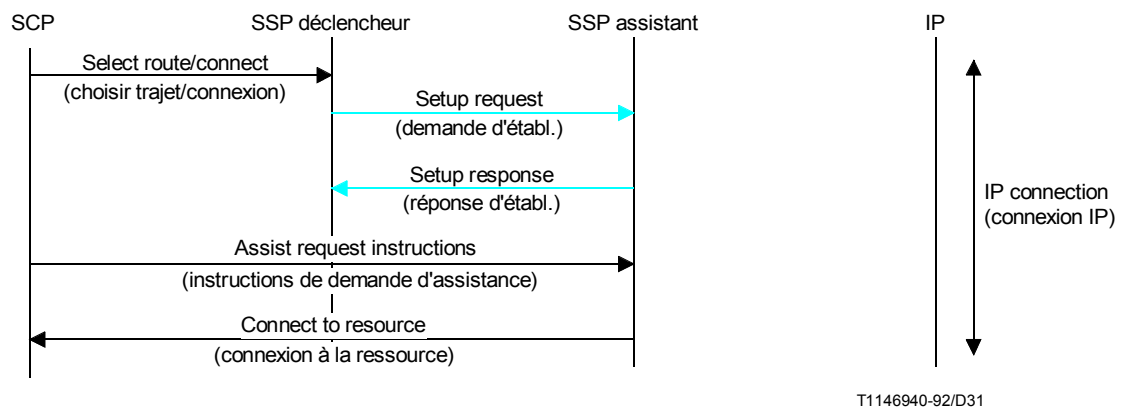 SCP SSP déclencheur SSP assistant IP
Select route/connect
(choisir trajet/connexion)
Setup request
(demande d'établ.)
Setup response
(réponse d'établ.)
IP connection
(connexion IP)
Assist request instructions
(instructions de demande d'assistance)
Connect to resource
(connexion à la ressource)
T1146940-92/D31